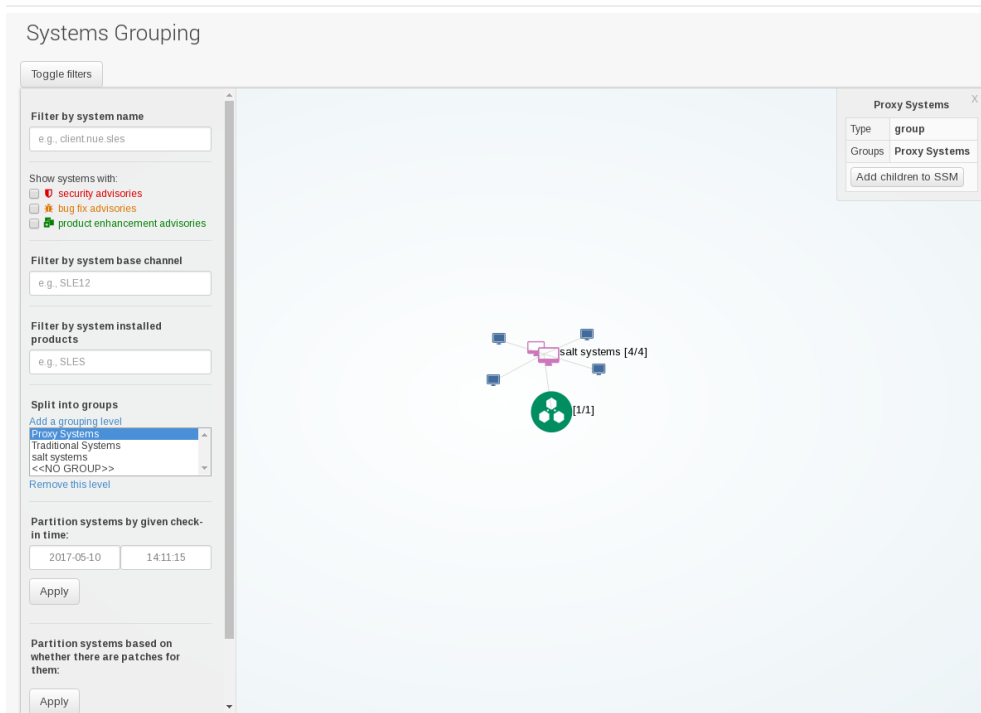 Systems Grouping
Toggle filters
Filter by system name
e.g., client.nue.sles
Show systems with:
security advisories
bug fix advisories
product enhancement advisories
Filter by system base channel
e.g., SLE12
Filter by system installed
products
e.g., SLES
Split into groups
Add a grouping level
Proxy Systems
Traditional Systems
salt systems
<<NO GROUP>>
Remove this level
Partition systems by given check-
in time:
2017-05-10 14:11:15
Apply
Partition systems based on
whether there are patches for
them:
Apply
salt systems [4/4]
[1/1]
Proxy Systems X
Type group
Groups Proxy Systems
Add children to SSM